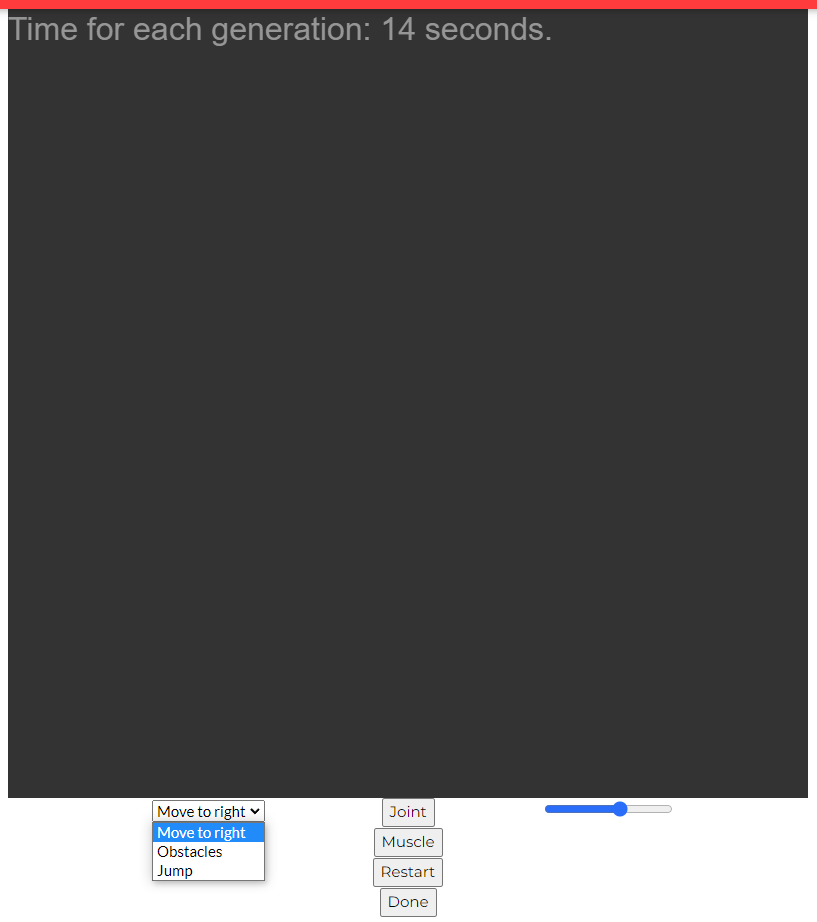 Time for each generation: 14 seconds.
Move to right
Move to right
Obstacles
Jump
Joint
Muscle
Restart
Done